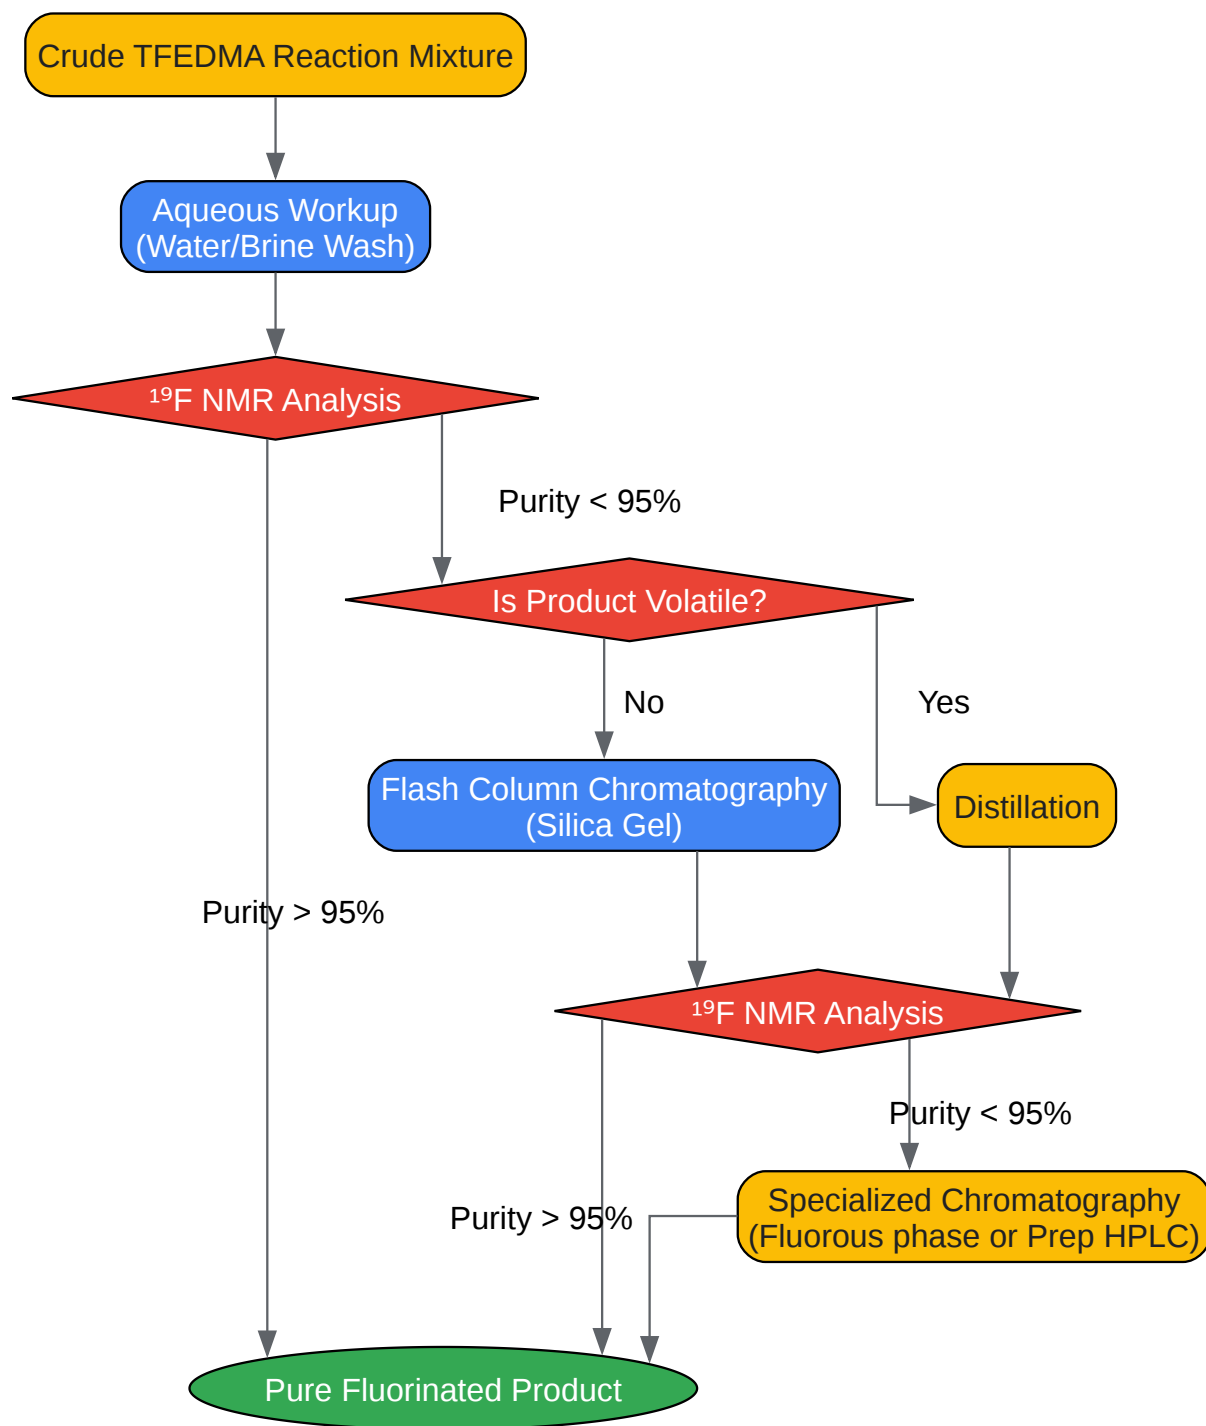 Crude TFEDMA Reaction Mixture
Aqueous Workup
(Water/Brine Wash)
¹⁹F NMR Analysis
Purity < 95%
Is Product Volatile?
No
Yes
Flash Column Chromatography
(Silica Gel)
Distillation
Purity > 95%
¹⁹F NMR Analysis
Purity < 95%
Specialized Chromatography
(Fluorous phase or Prep HPLC)
Purity > 95%
Pure Fluorinated Product